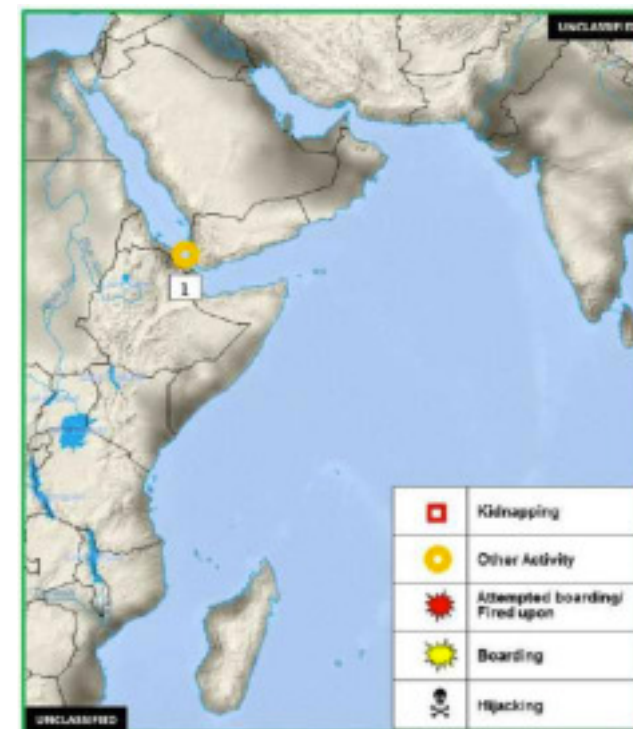 UNCLASSIFIED
1
Kidnapping
Other Activity
Attempted boarding/
Fired upon
Boarding
Hijacking
UNCLASSIFIED